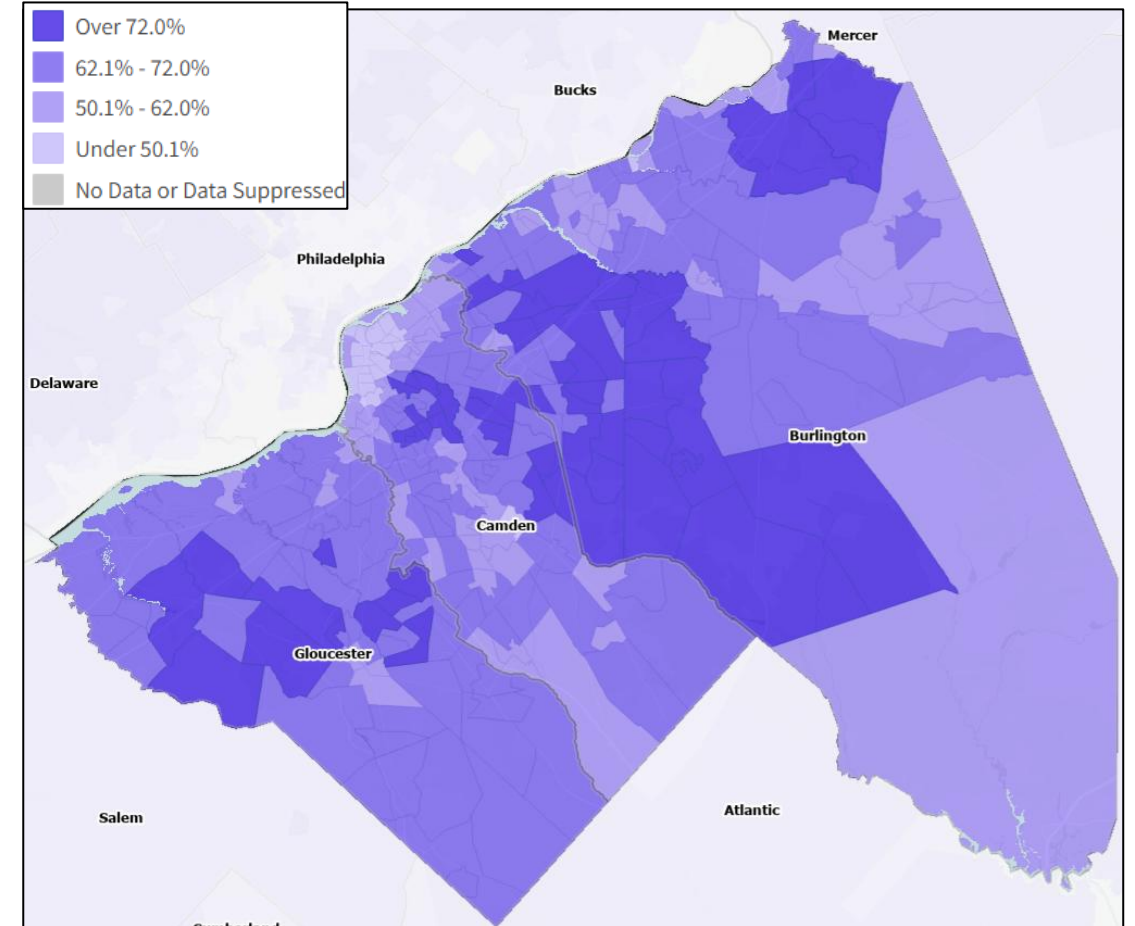 Over 72.0%
62.1% - 72.0%
50.1% - 62.0%
Under 50.1%
No Data or Data Suppressed
Mercer
Bucks
Philadelphia
Delaware
Burlington
Camden
Gloucester
Salem
Atlantic